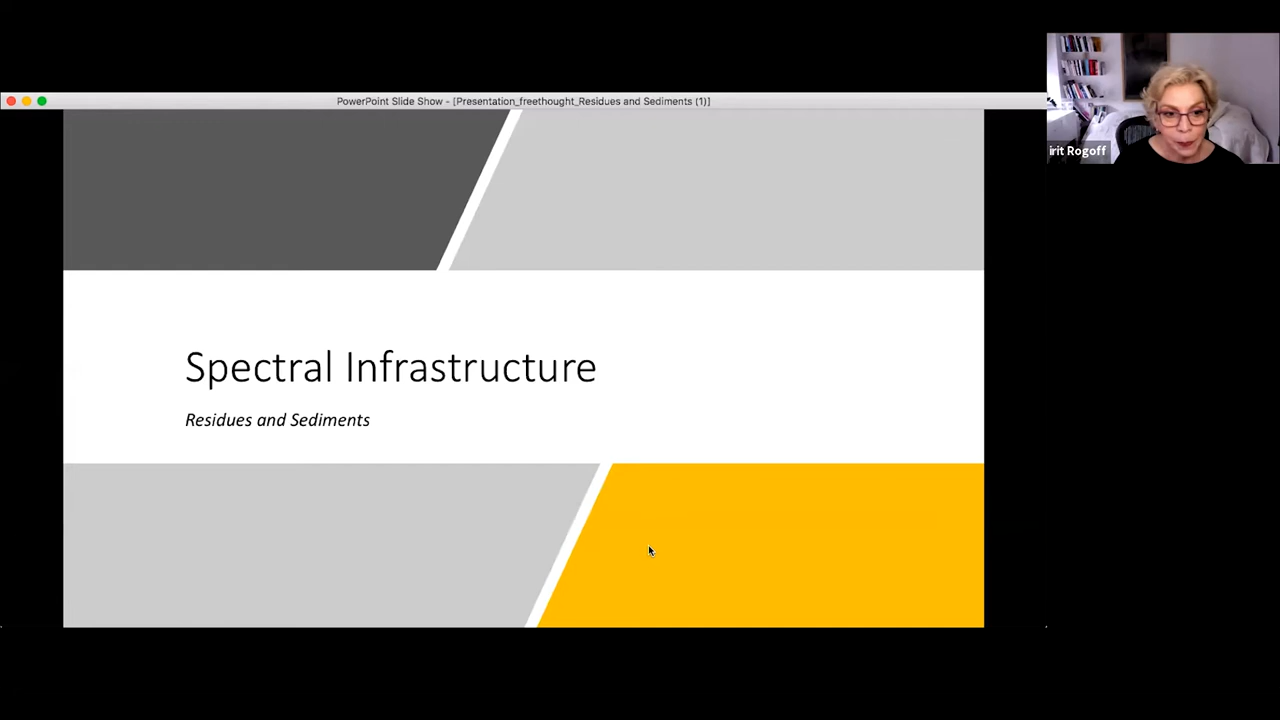 PowerPoint Slide Show - [Presentation_freethought_Residues and Sediments (1)]
irit Rogoff
Spectral Infrastructure
Residues and Sediments